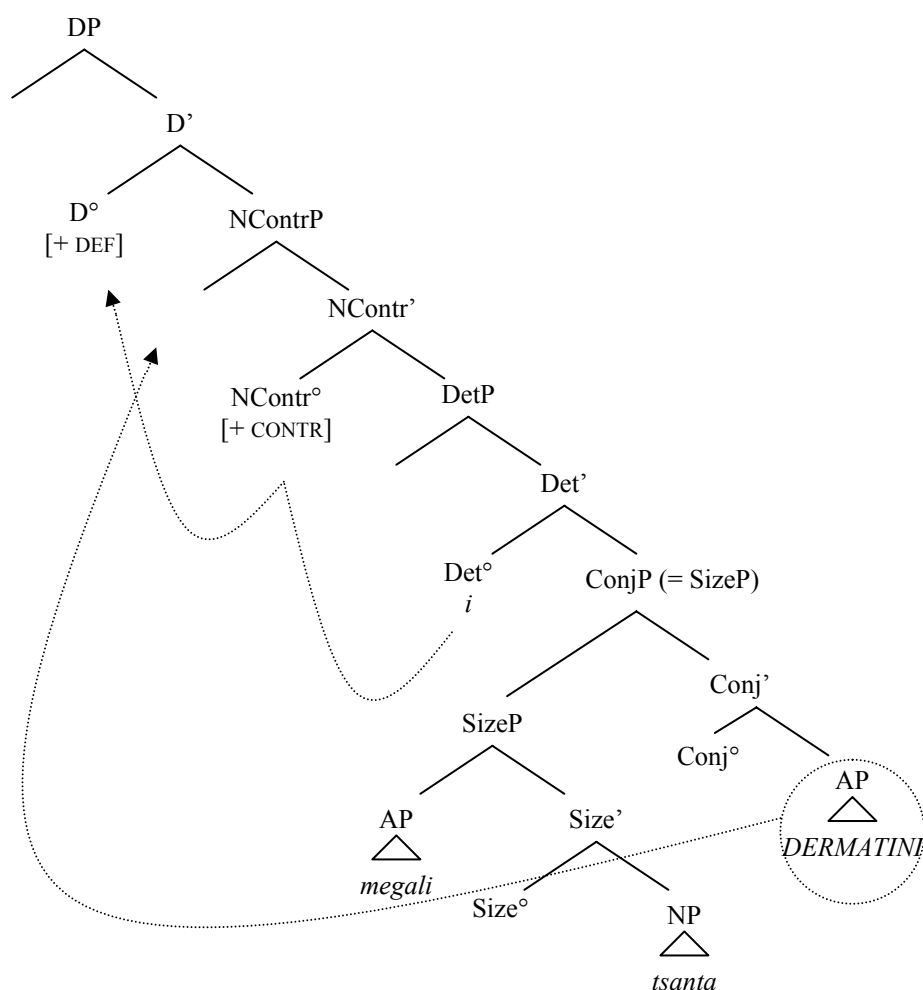 DP
D’
D°
[+ DEF]
NContrP
NContr’
NContr°
[+ CONTR]
DetP
Det’
Det°
i
ConjP (= SizeP)
SizeP
Conj’
Conj°
AP
DERMATINI
AP
megali
Size’
Size°
NP
tsanta